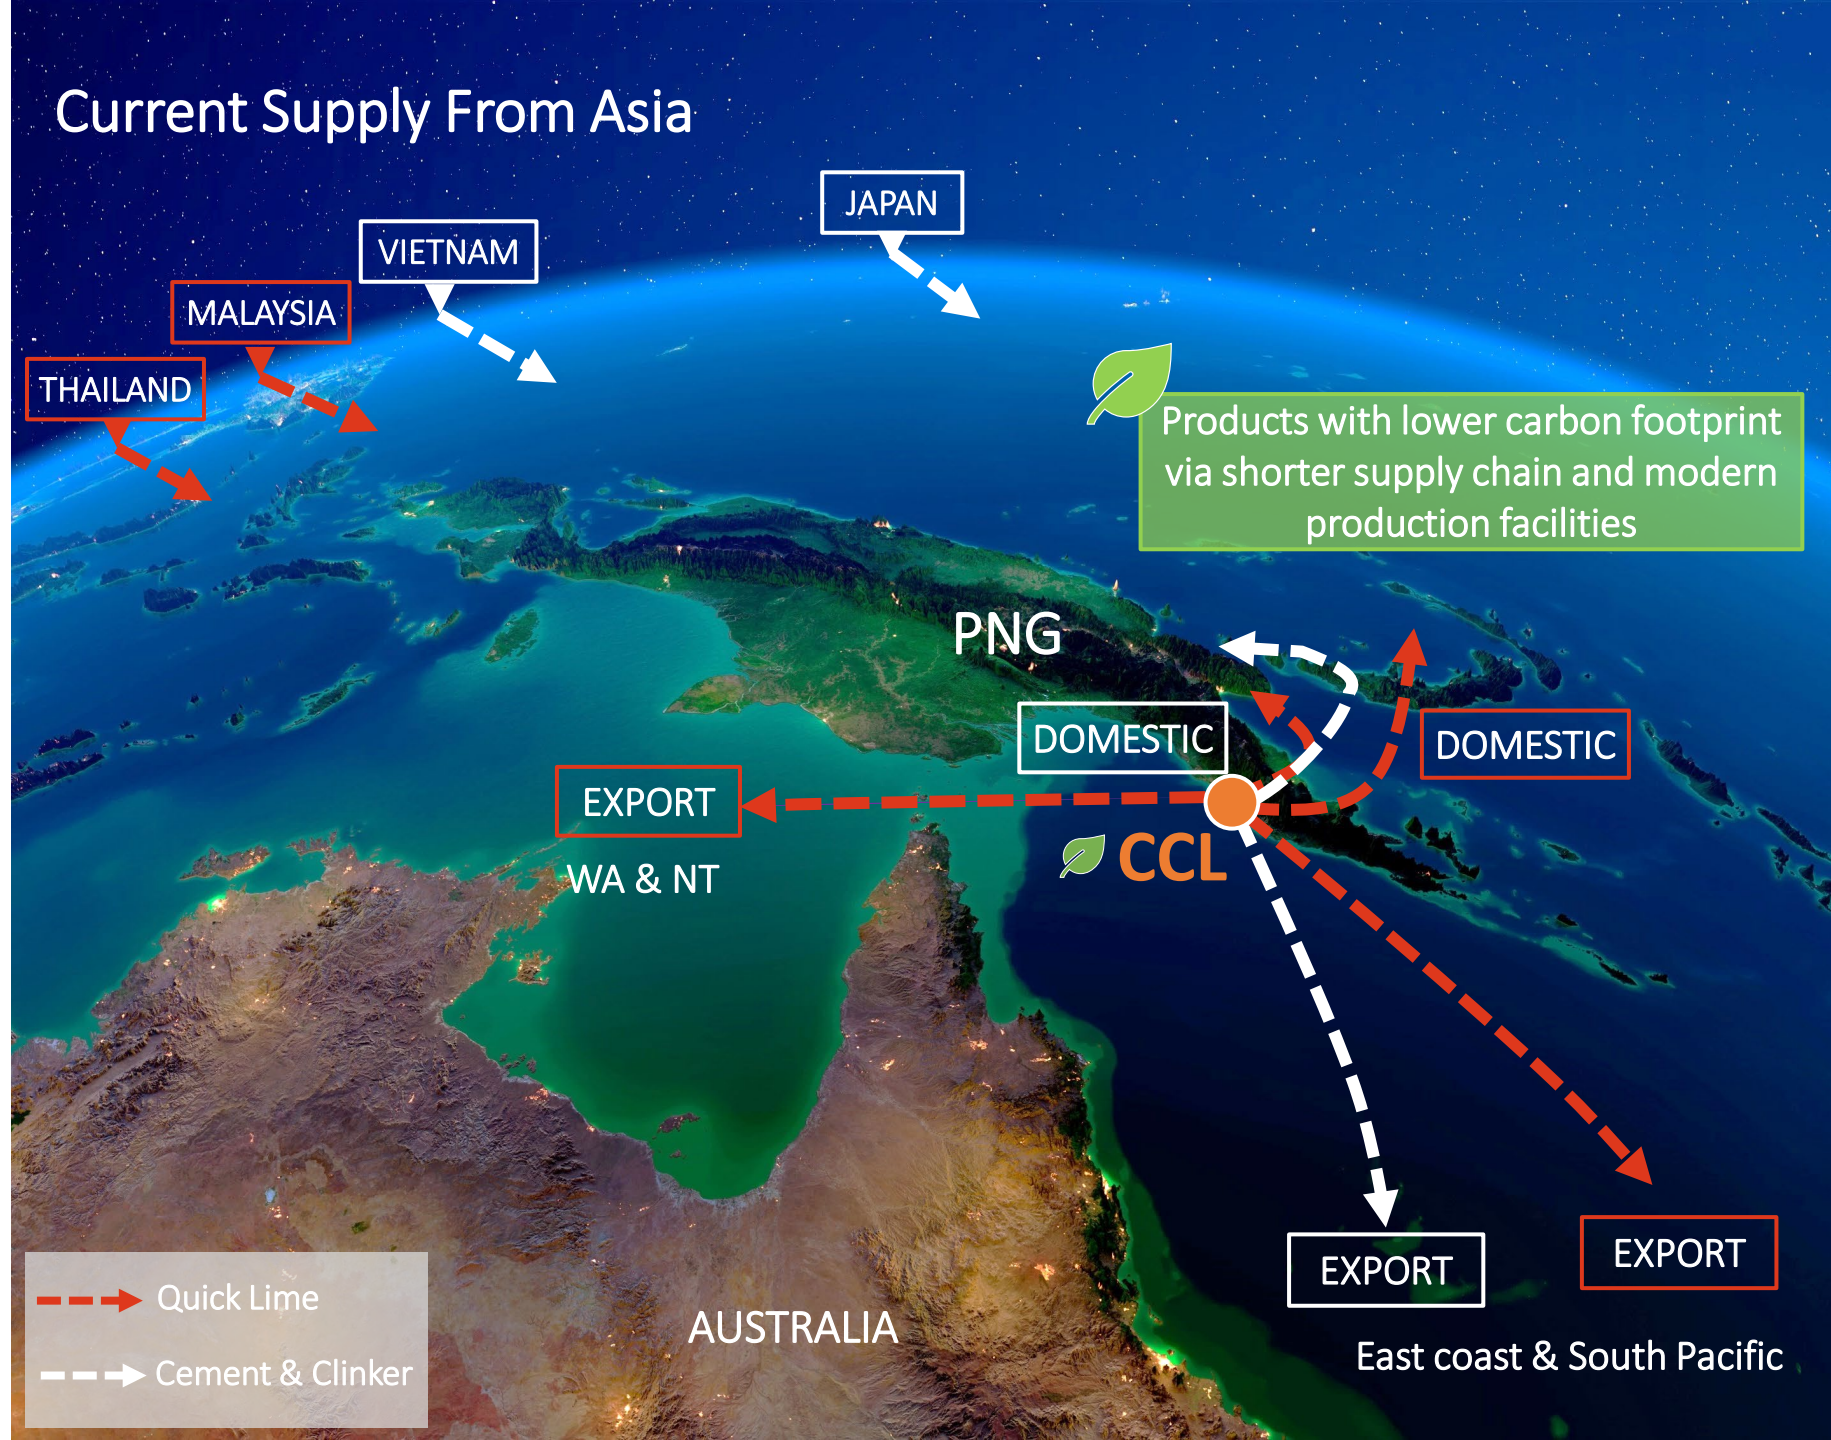 Current Supply From Asia
JAPAN
VIETNAM
MALAYSIA
THAILAND
Products with lower carbon footprint
via shorter supply chain and modern
production facilities
PNG
DOMESTIC
DOMESTIC
EXPORT
WA & NT
CCL
EXPORT
EXPORT
East coast & South Pacific
AUSTRALIA
Quick Lime
Cement & Clinker